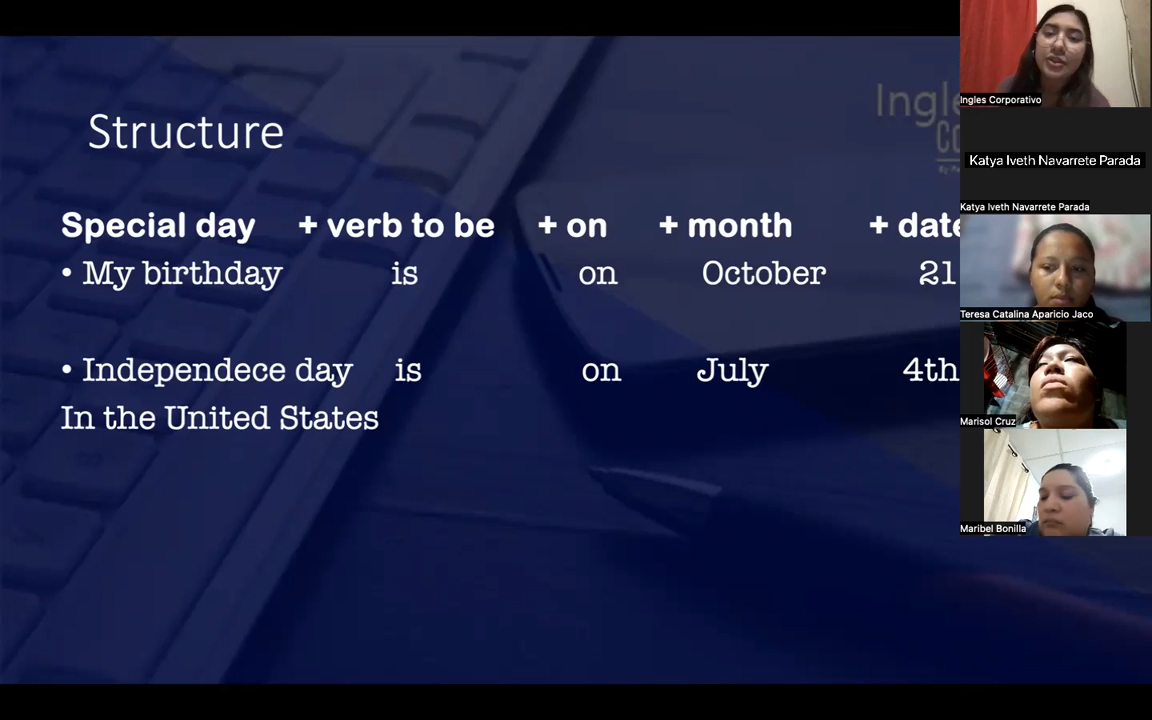 Structure
Special day + verb to be + on + month + date
• My birthday is on October 21
• Independece day is on July 4th
In the United States
Ingles Corporativo
Katya Iveth Navarrete Parada
Katya Iveth Navarrete Parada
Teresa Catalina Aparicio Jaco
Marisol Cruz
Maribel Bonilla